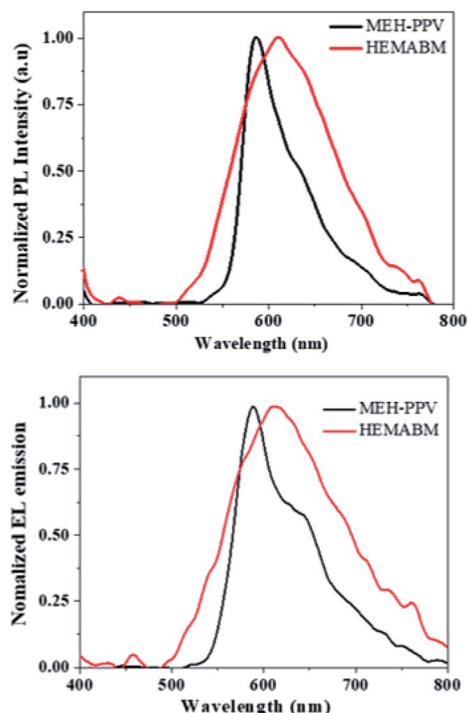 1.00
0.75
0.50
0.25
0.00
Normalized PL Intensity (a.u)
MEH-PPV
HEMABM
400 500 600 700 800
Wavelength (nm)
1.00
0.75
0.50
0.25
0.00
Nomalized EL emission
MEH-PPV
HEMABM
400 500 600 700 800
Wavelength (nm)